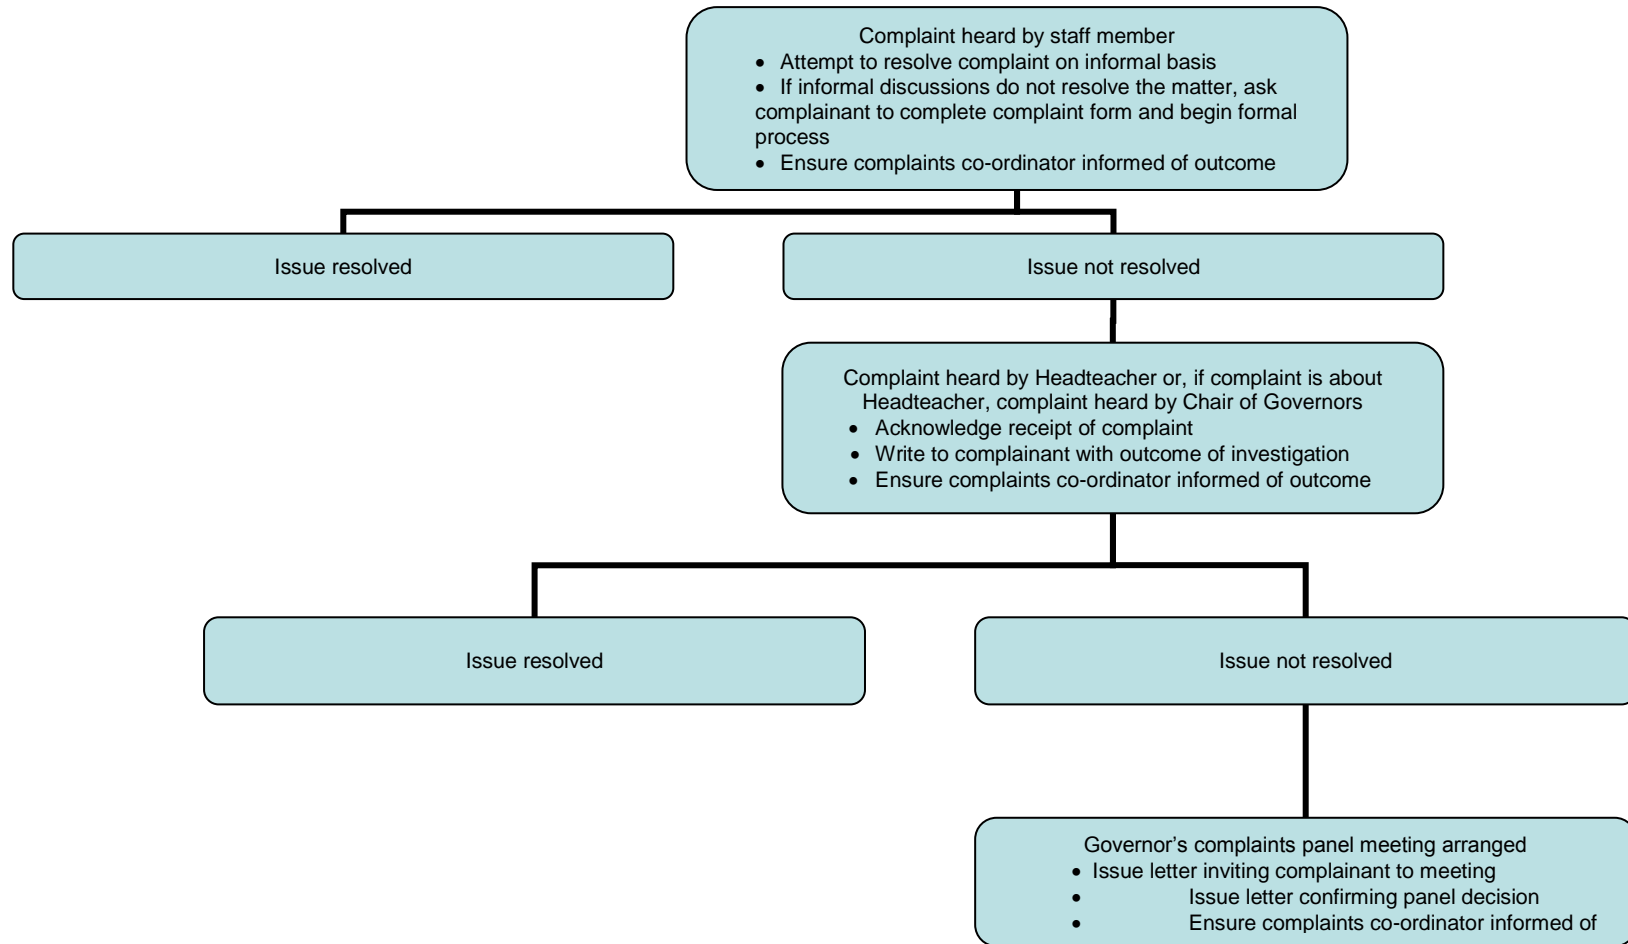 Complaint heard by staff member
• Attempt to resolve complaint on informal basis
• If informal discussions do not resolve the matter, ask
complainant to complete complaint form and begin formal
process
• Ensure complaints co-ordinator informed of outcome
Issue resolved
Issue not resolved
Complaint heard by Headteacher or, if complaint is about
Headteacher, complaint heard by Chair of Governors
• Acknowledge receipt of complaint
• Write to complainant with outcome of investigation
• Ensure complaints co-ordinator informed of outcome
Issue resolved
Issue not resolved
Governor’s complaints panel meeting arranged
• Issue letter inviting complainant to meeting
• Issue letter confirming panel decision
• Ensure complaints co-ordinator informed of